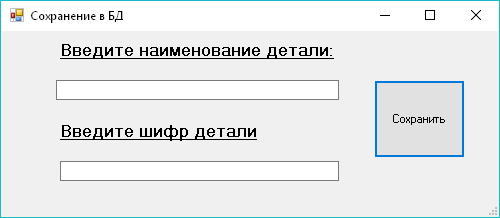 Сохранение в БД
Введите наименование детали:
Сохранить
Введите шифр детали